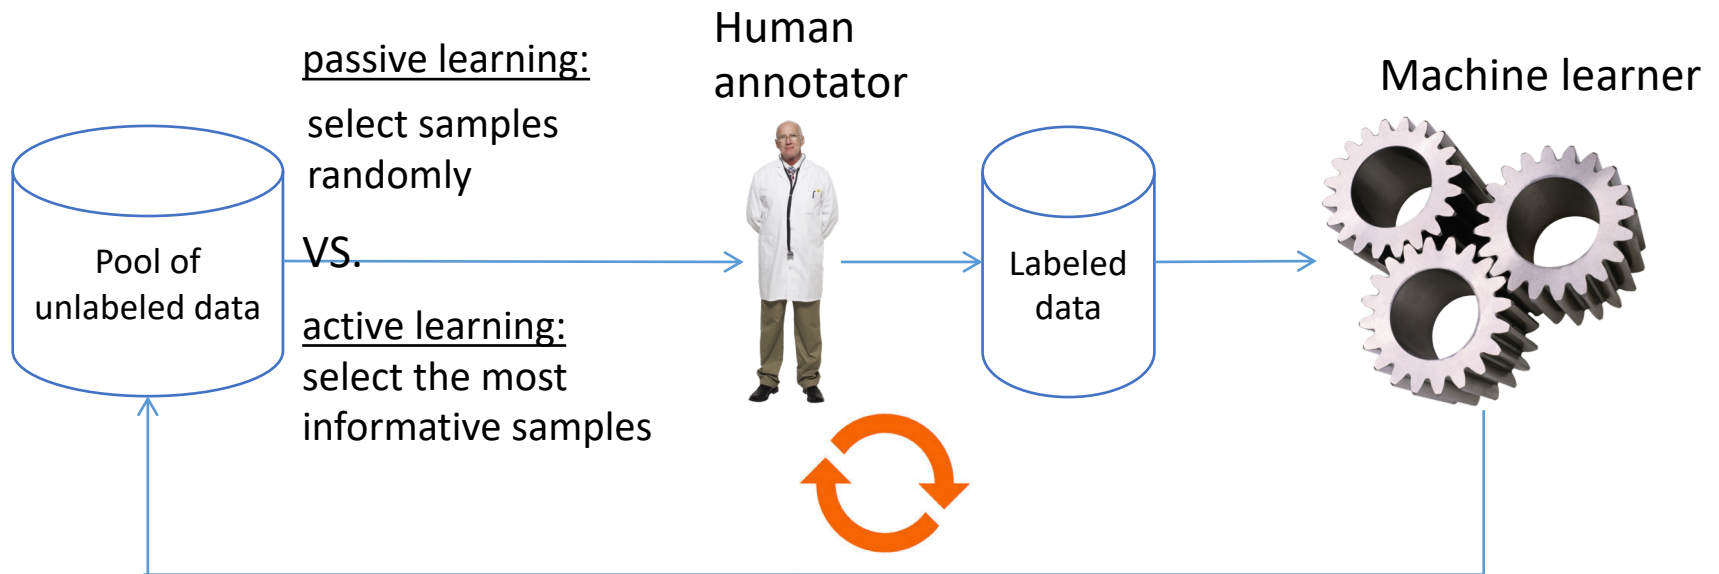 passive learning:
select samples
randomly
VS.
active learning:
select the most
informative samples
Pool of
unlabeled data
Human
annotator
Labeled
data
Machine learner